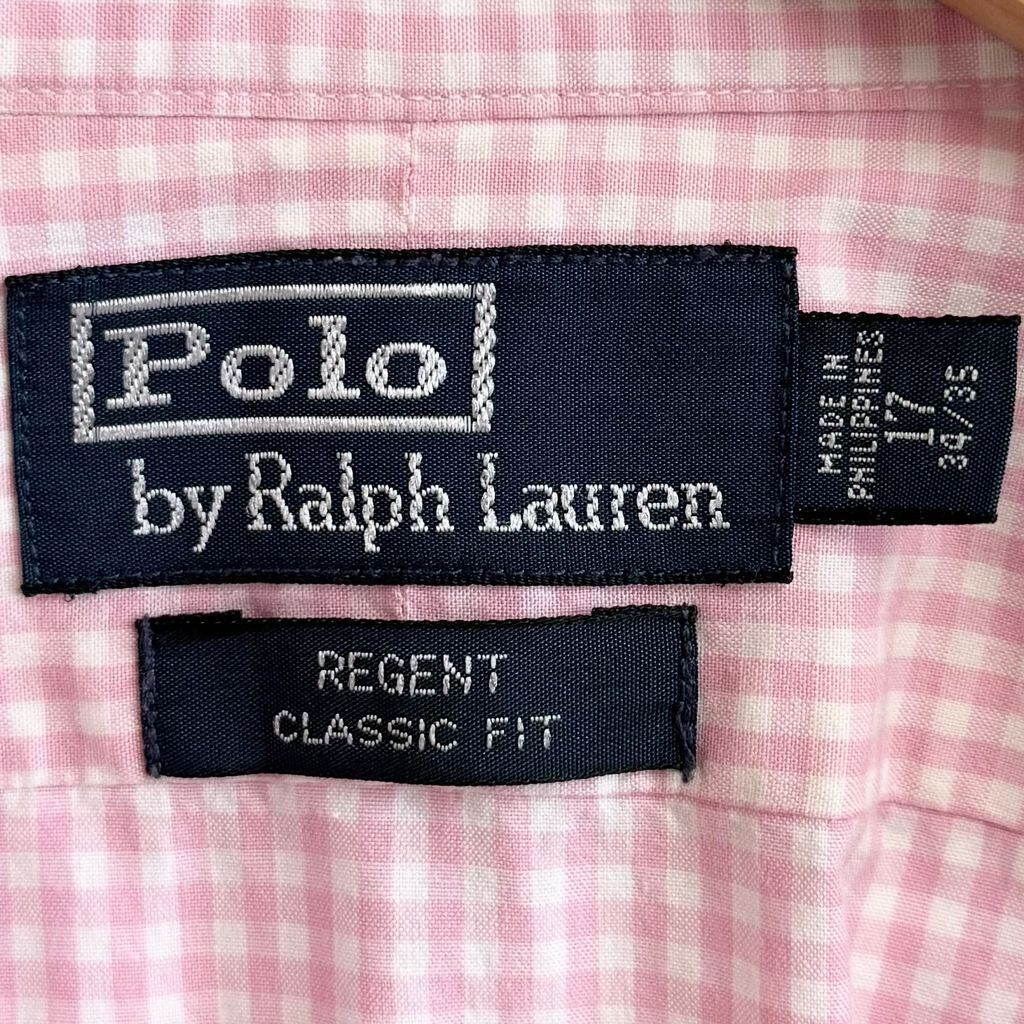 Polo
by Ralph Lauren
MADE IN
PHILIPPINES
17
34/35
REGENT
CLASSIC FIT